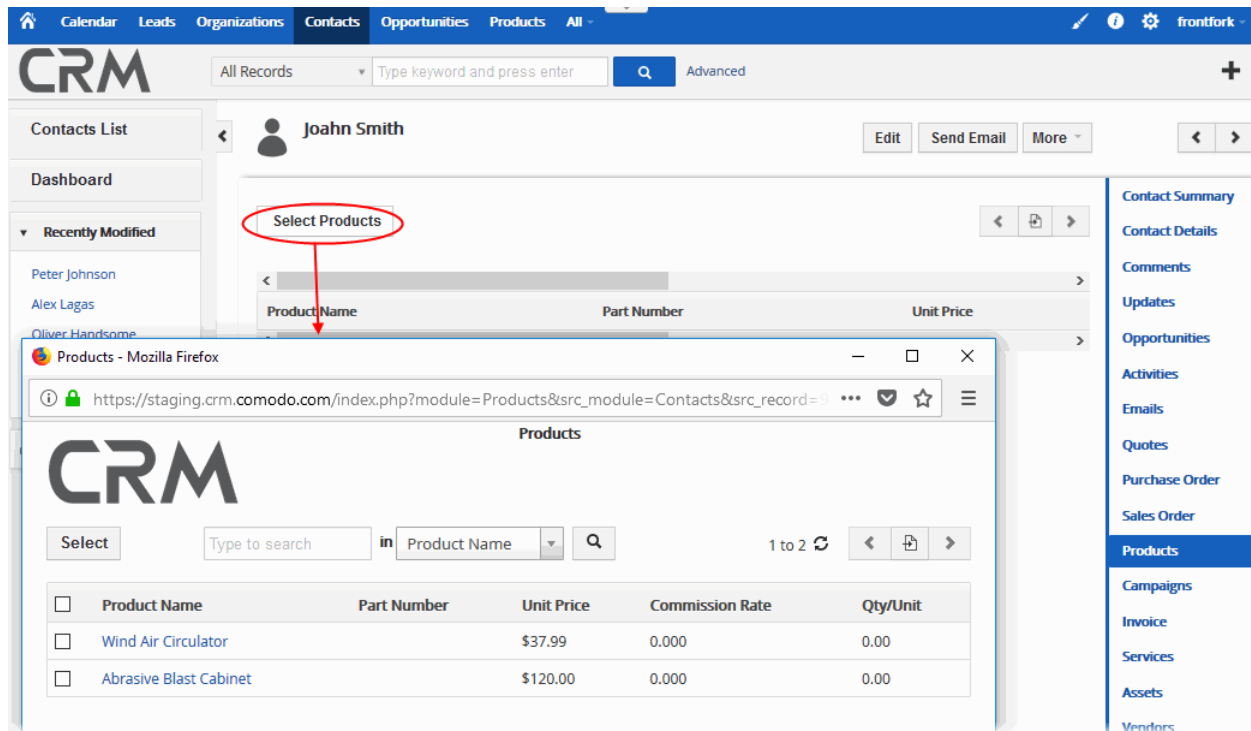 Calendar Leads Organizations Contacts Opportunities Products All frontfork
CRM
All Records Type keyword and press enter Advanced
Contacts List
Joahn Smith
Edit Send Email More
Dashboard
Select Products
Recently Modified
Peter Johnson
Alex Lagas
Oliver Handsome
Product Name Part Number Unit Price
Contact Summary
Contact Details
Comments
Updates
Opportunities
Activities
Emails
Quotes
Purchase Order
Sales Order
Products
Campaigns
Invoice
Services
Assets
Vendors
Products - Mozilla Firefox
https://staging.crm.comodo.com/index.php?module=Products&src_module=Contacts&src_record=9
Products
CRM
Select Type to search in Product Name 1 to 2
Product Name Part Number Unit Price Commission Rate Qty/Unit
Wind Air Circulator $37.99 0.000 0.00
Abrasive Blast Cabinet $120.00 0.000 0.00